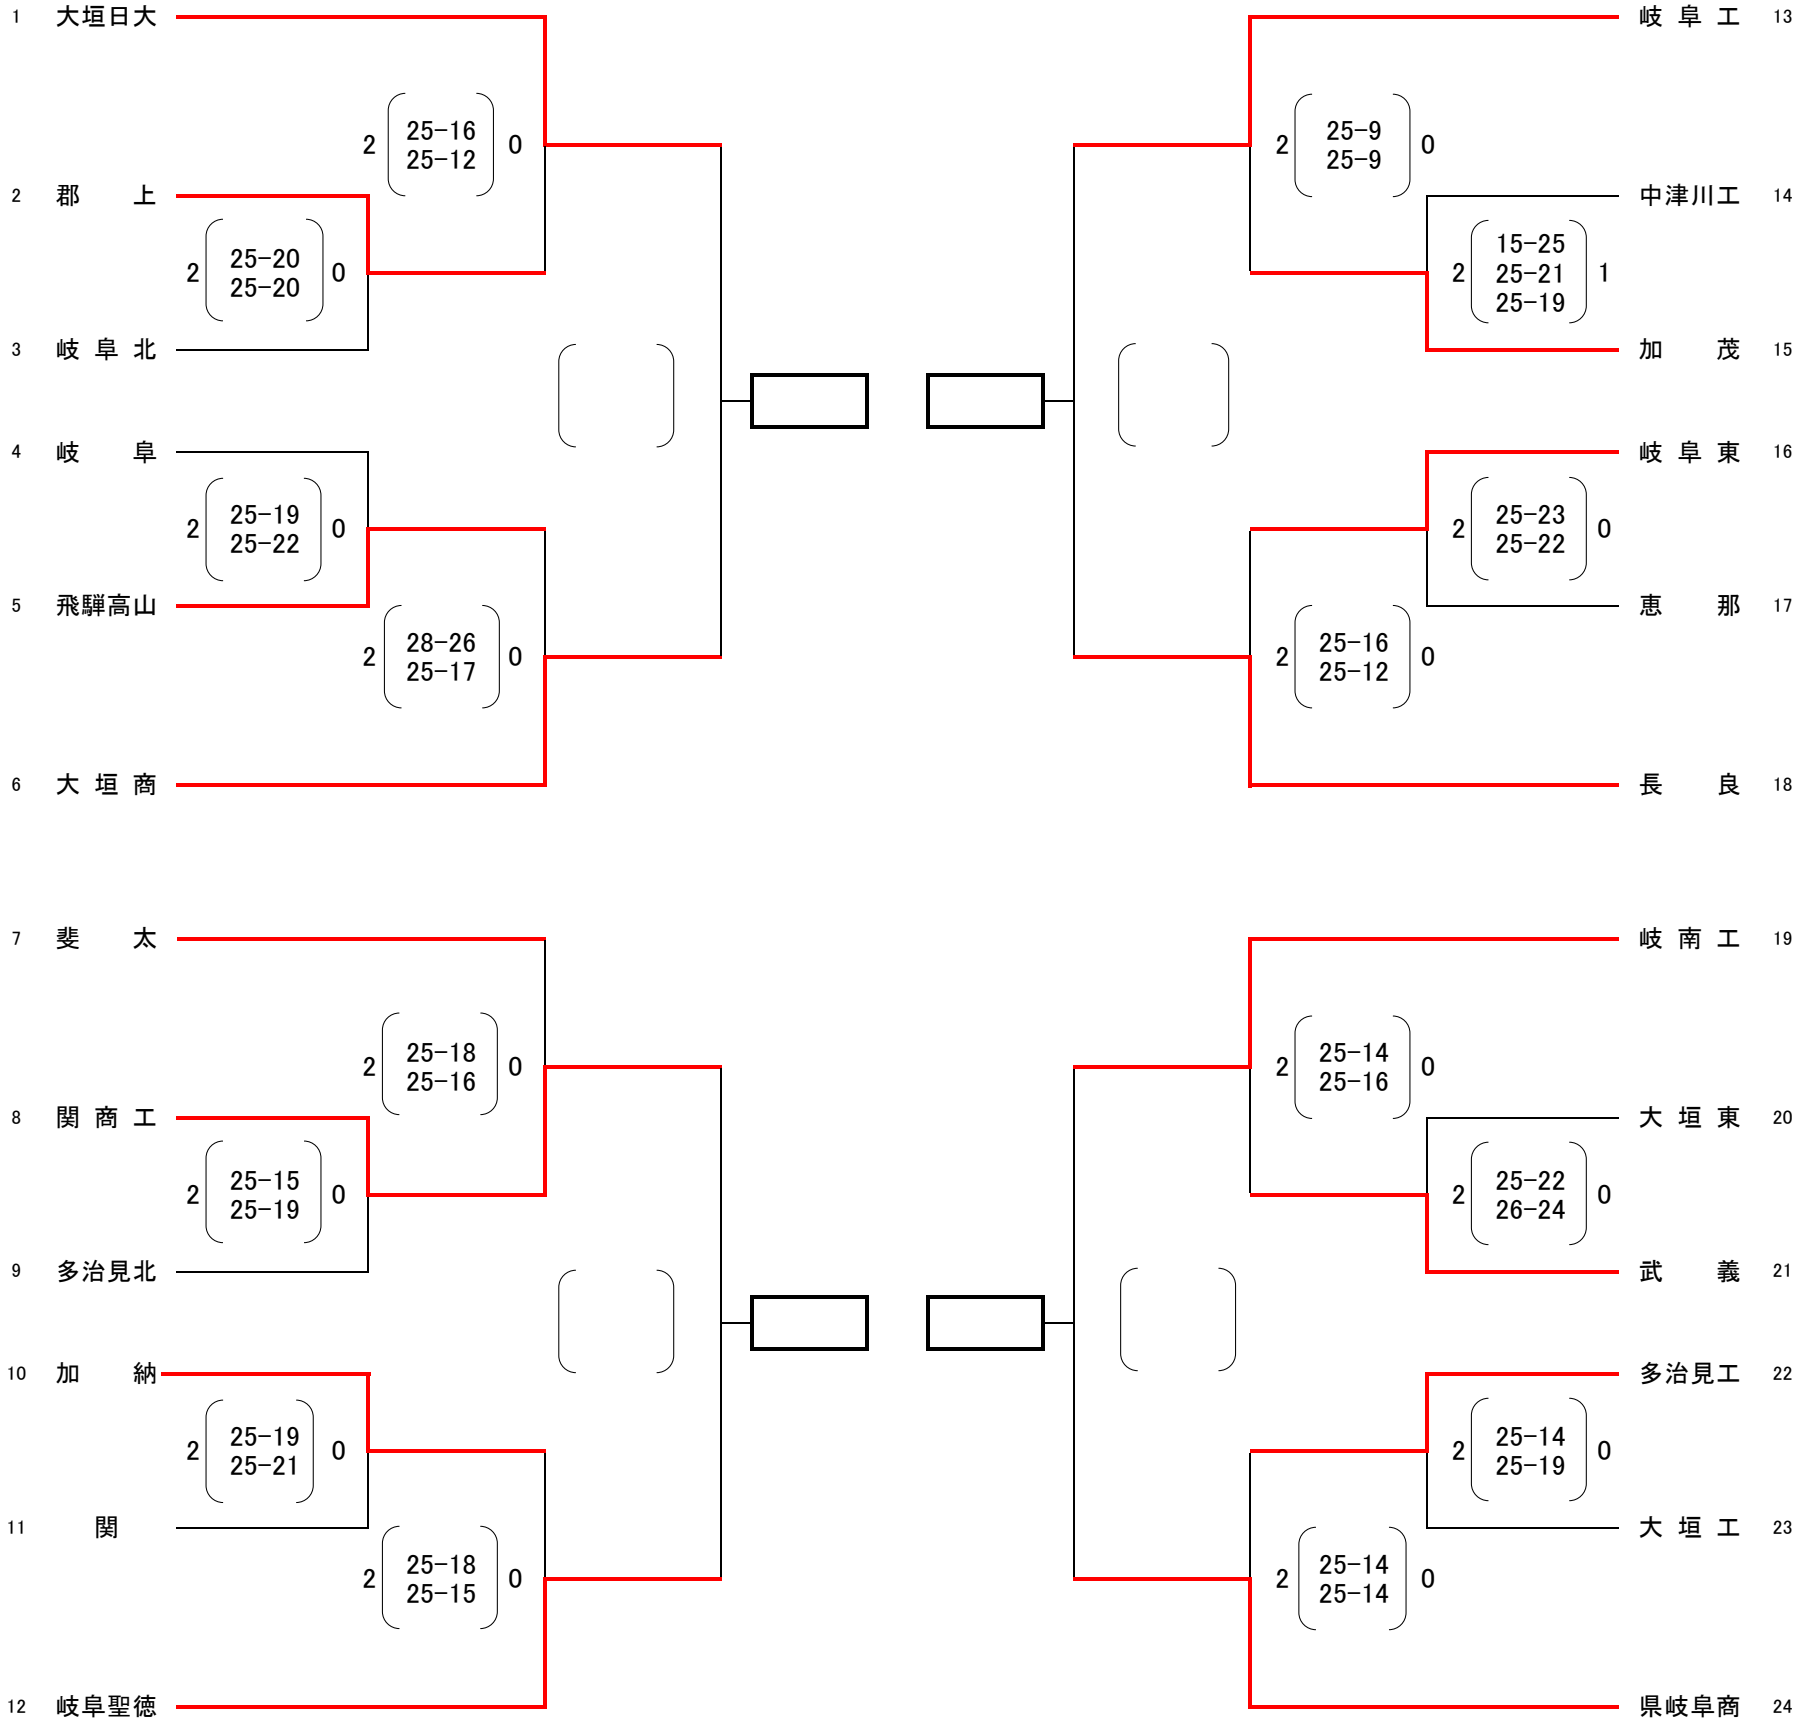 1 大垣日大
2 ( 25-16 25-12 ) 0
2 郡上
2 ( 25-20 25-20 ) 0
3 岐阜北
4 岐阜
2 ( 25-19 25-22 ) 0
5 飛騨高山
2 ( 28-26 25-17 ) 0
6 大垣商
7 斐太
2 ( 25-18 25-16 ) 0
8 関商工
2 ( 25-15 25-19 ) 0
9 多治見北
10 加納
2 ( 25-19 25-21 ) 0
11 関
2 ( 25-18 25-15 ) 0
12 岐阜聖徳
岐阜工 13
2 ( 25-9 25-9 ) 0
中津川工 14
2 ( 15-25 25-21 25-19 ) 1
加茂 15
岐阜東 16
2 ( 25-23 25-22 ) 0
恵那 17
2 ( 25-16 25-12 ) 0
長良 18
岐南工 19
2 ( 25-14 25-16 ) 0
大垣東 20
2 ( 25-22 26-24 ) 0
武義 21
多治見工 22
2 ( 25-14 25-19 ) 0
大垣工 23
2 ( 25-14 25-14 ) 0
県岐阜商 24